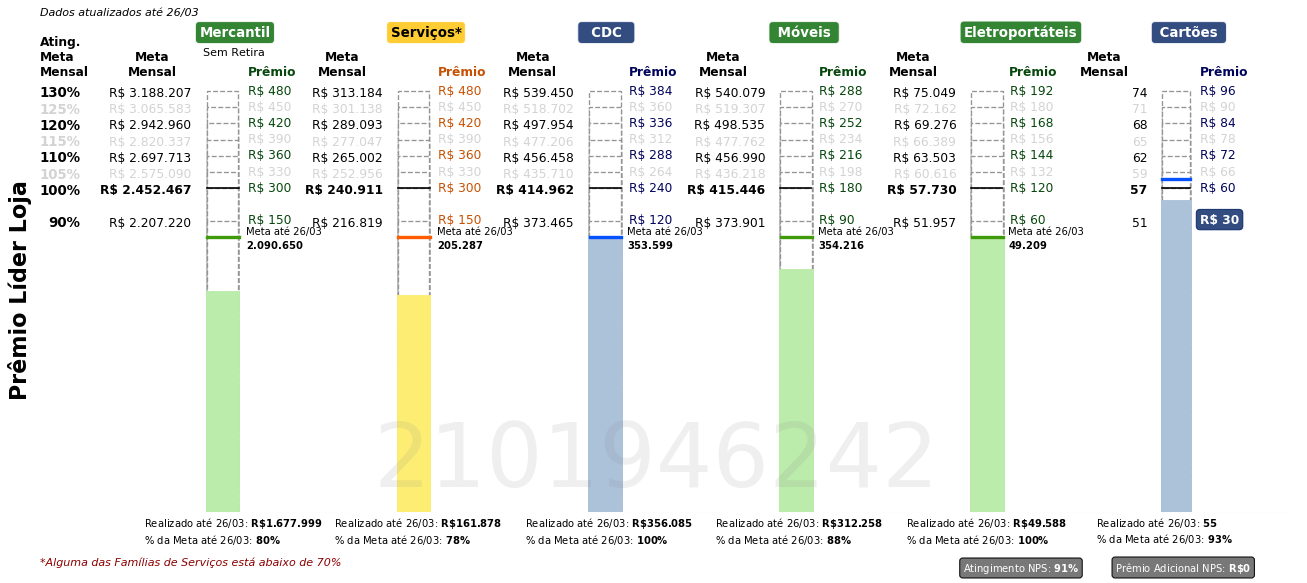 Dados atualizados até 26/03
Mercantil Serviços* CDC Móveis Eletroportáteis Cartões
Sem Retira
Ating. Meta Mensal Meta Mensal Prêmio Meta Mensal Prêmio Meta Mensal Prêmio Meta Mensal Prêmio Meta Mensal Prêmio Meta Mensal Prêmio
130% R$ 3.188.207 R$ 480 R$ 313.184 R$ 480 R$ 539.450 R$ 384 R$ 540.079 R$ 288 R$ 75.049 R$ 192 74 R$ 96
125% R$ 3.065.583 R$ 450 R$ 301.138 R$ 450 R$ 518.702 R$ 360 R$ 519.307 R$ 270 R$ 72.162 R$ 180 71 R$ 90
120% R$ 2.942.960 R$ 420 R$ 289.093 R$ 420 R$ 497.954 R$ 336 R$ 498.535 R$ 252 R$ 69.276 R$ 168 68 R$ 84
115% R$ 2.820.337 R$ 390 R$ 277.047 R$ 390 R$ 477.206 R$ 312 R$ 477.762 R$ 234 R$ 66.389 R$ 156 65 R$ 78
110% R$ 2.697.713 R$ 360 R$ 265.002 R$ 360 R$ 456.458 R$ 288 R$ 456.990 R$ 216 R$ 63.503 R$ 144 62 R$ 72
105% R$ 2.575.090 R$ 330 R$ 252.956 R$ 330 R$ 435.710 R$ 264 R$ 436.218 R$ 198 R$ 60.616 R$ 132 59 R$ 66
100% R$ 2.452.467 R$ 300 R$ 240.911 R$ 300 R$ 414.962 R$ 240 R$ 415.446 R$ 180 R$ 57.730 R$ 120 57 R$ 60
90% R$ 2.207.220 R$ 150 R$ 216.819 R$ 150 R$ 373.465 R$ 120 R$ 373.901 R$ 90 R$ 51.957 R$ 60 51 R$ 30
Meta até 26/03 Meta até 26/03 Meta até 26/03 Meta até 26/03 Meta até 26/03
2.090.650 205.287 353.599 354.216 49.209
Prêmio Líder Loja
2101946242
Realizado até 26/03: R$1.677.999 Realizado até 26/03: R$161.878 Realizado até 26/03: R$356.085 Realizado até 26/03: R$312.258 Realizado até 26/03: R$49.588 Realizado até 26/03: 55
% da Meta até 26/03: 80% % da Meta até 26/03: 78% % da Meta até 26/03: 100% % da Meta até 26/03: 88% % da Meta até 26/03: 100% % da Meta até 26/03: 93%
*Alguma das Famílias de Serviços está abaixo de 70% Atingimento NPS: 91% Prêmio Adicional NPS: R$0